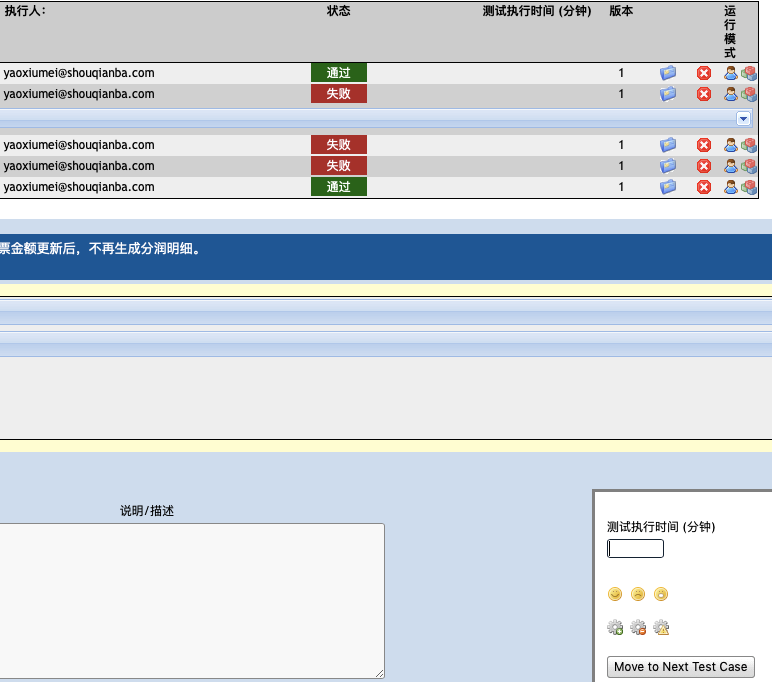 执行人： 状态 测试执行时间 (分钟) 版本 运行模式
yaoxiumei@shouqianba.com 通过 1
yaoxiumei@shouqianba.com 失败 1
yaoxiumei@shouqianba.com 失败 1
yaoxiumei@shouqianba.com 失败 1
yaoxiumei@shouqianba.com 通过 1
票金额更新后，不再生成分润明细。
说明/描述
测试执行时间 (分钟)
Move to Next Test Case